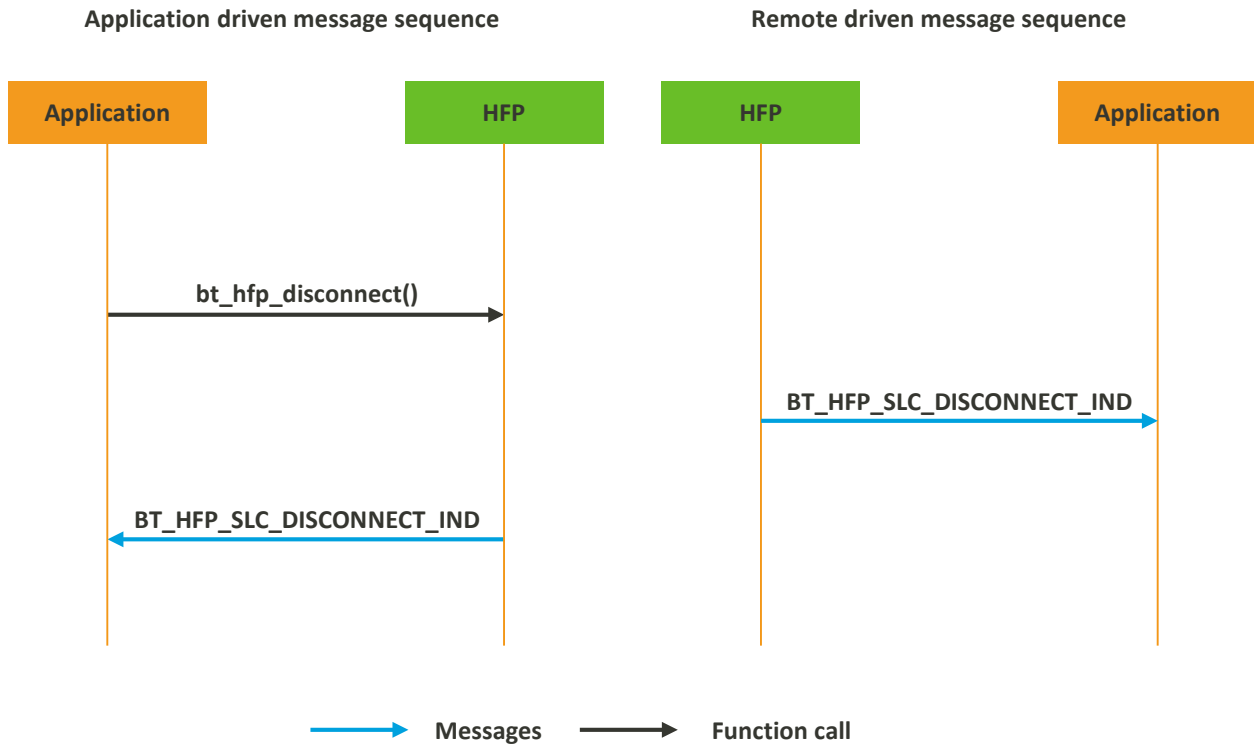 Application driven message sequence
Remote driven message sequence
Application
HFP
HFP
Application
bt_hfp_disconnect()
BT_HFP_SLC_DISCONNECT_IND
BT_HFP_SLC_DISCONNECT_IND
Messages
Function call